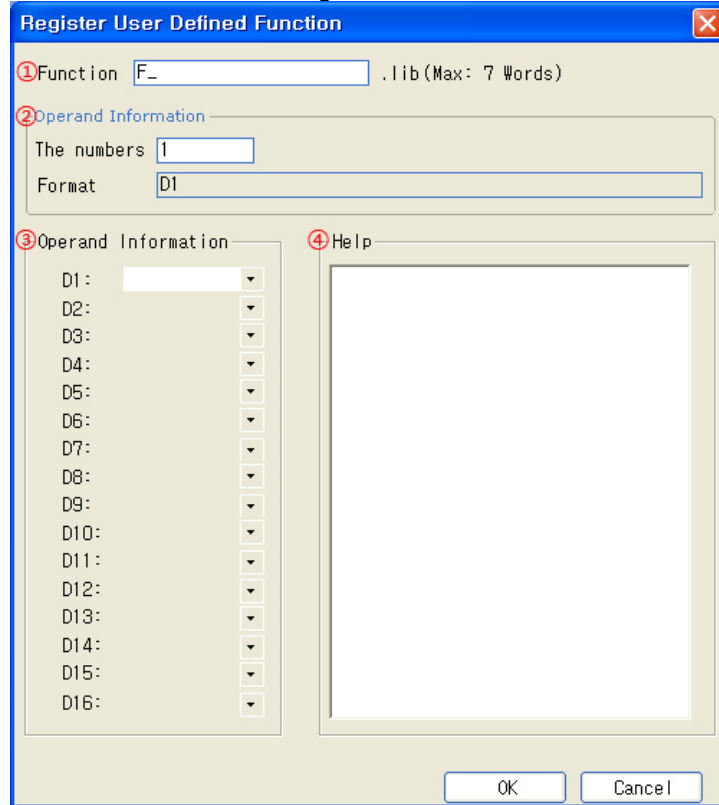 Register User Defined Function
①Function F_ .lib(Max: 7 Words)
②Operand Information
The numbers 1
Format D1
③Operand Information
D1:
D2:
D3:
D4:
D5:
D6:
D7:
D8:
D9:
D10:
D11:
D12:
D13:
D14:
D15:
D16:
④Help
OK Cancel